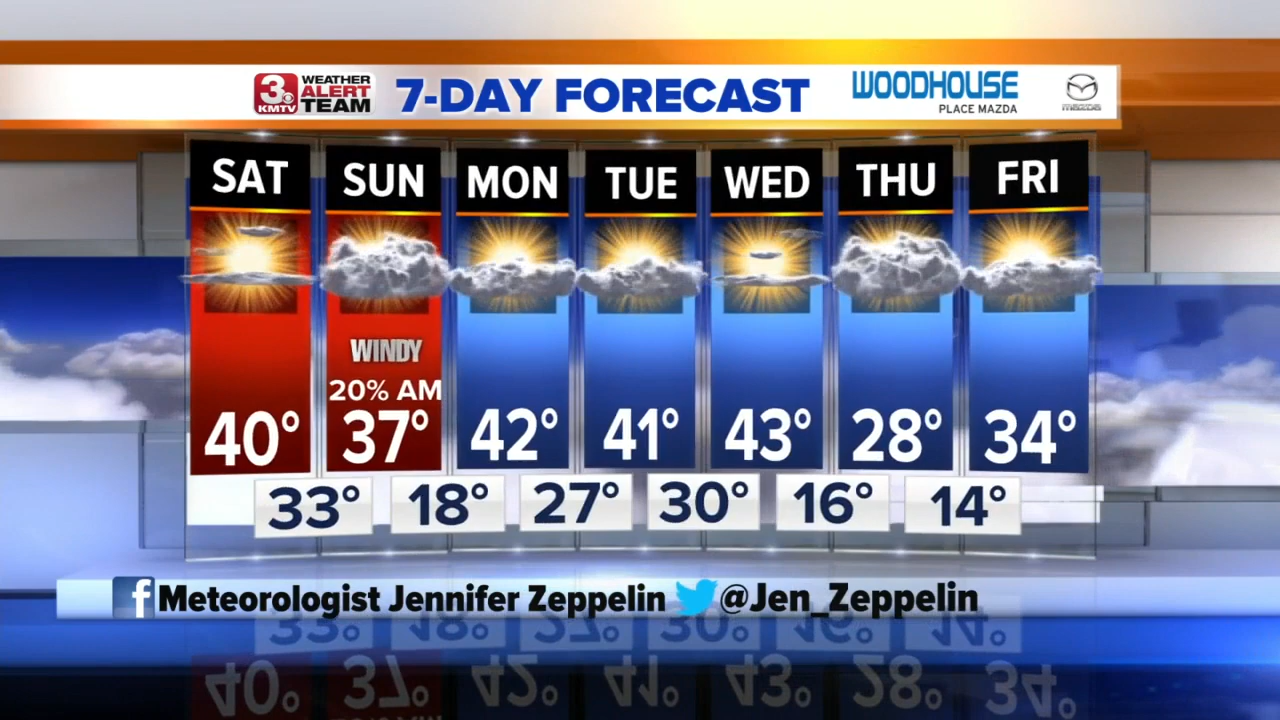 3 KMTV WEATHER ALERT TEAM 7-DAY FORECAST WOODHOUSE PLACE MAZDA
SAT SUN MON TUE WED THU FRI
WINDY
20% AM
40° 37° 42° 41° 43° 28° 34°
33° 18° 27° 30° 16° 14°
f Meteorologist Jennifer Zeppelin @Jen_Zeppelin